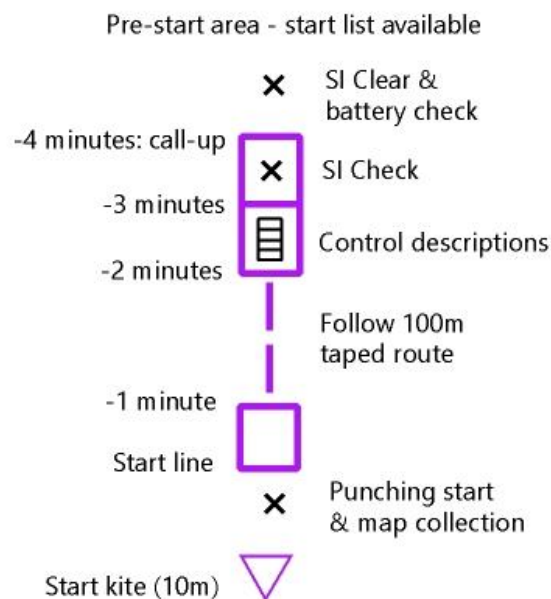 Pre-start area - start list available
SI Clear &
battery check
-4 minutes: call-up
SI Check
-3 minutes
Control descriptions
-2 minutes
Follow 100m
taped route
-1 minute
Start line
Punching start
& map collection
Start kite (10m)